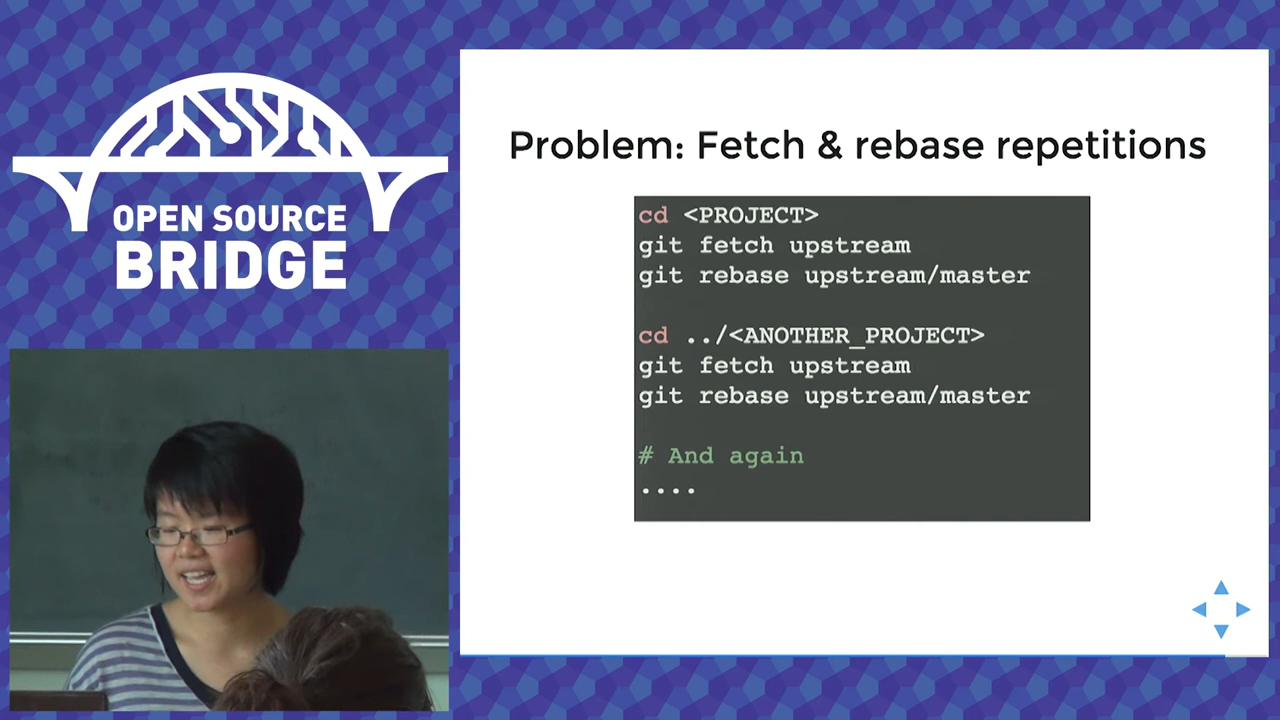 OPEN SOURCE
BRIDGE
Problem: Fetch & rebase repetitions
cd <PROJECT>
git fetch upstream
git rebase upstream/master
cd ../<ANOTHER_PROJECT>
git fetch upstream
git rebase upstream/master
# And again
....